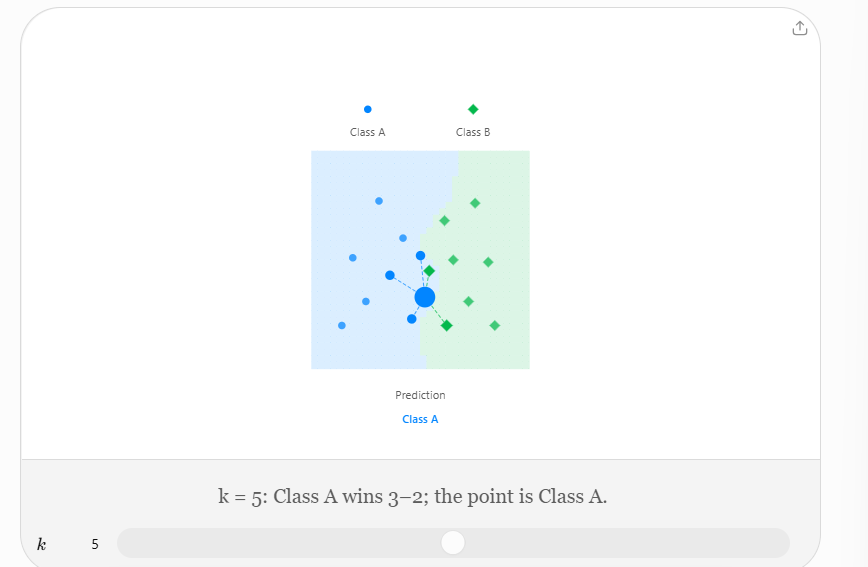 Class A
Class B
Prediction
Class A
k = 5: Class A wins 3–2; the point is Class A.
k 5